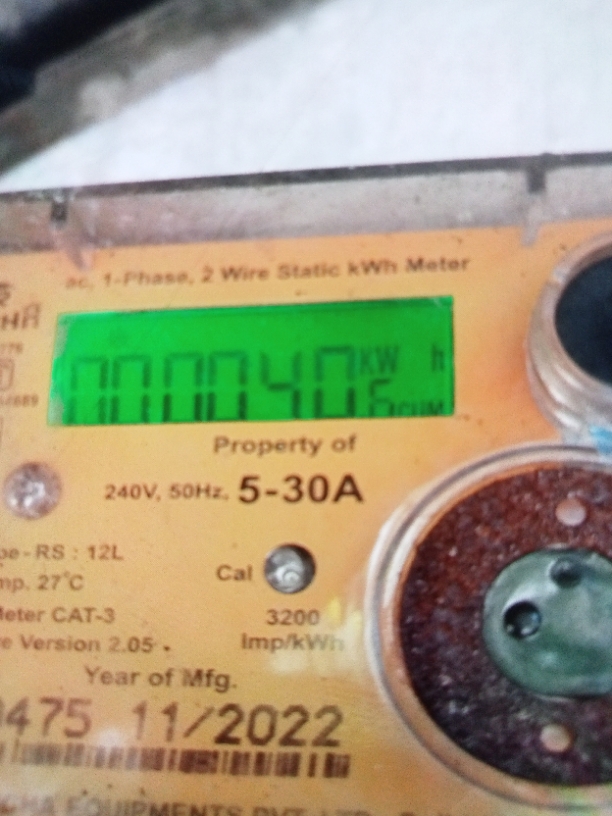 ac, 1-Phase, 2 Wire Static kWh Meter
KW h
000040.6 CUM
Property of
240V, 50Hz, 5-30A
RS : 12L
Cal
27°C
3200
Meter CAT-3
Imp/kWh
Version 2.05
Year of Mfg.
0475 11/2022
EQUIPMENTS PVT. LTD.